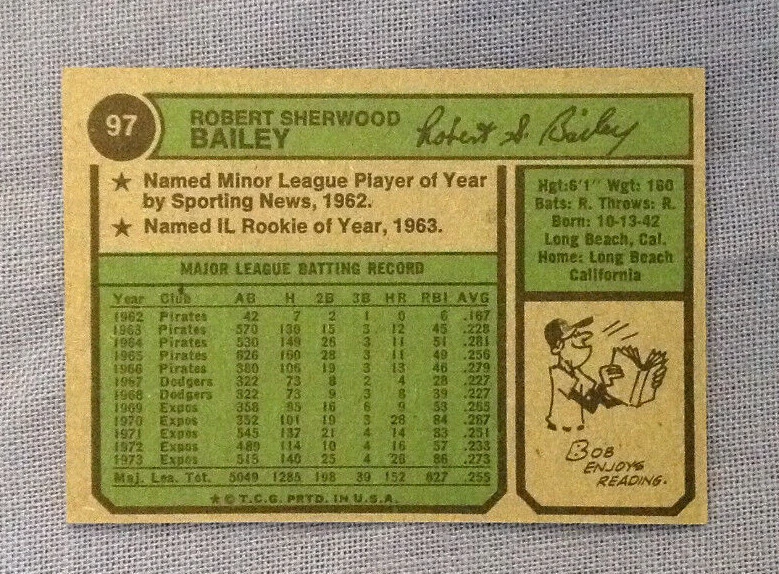 97
ROBERT SHERWOOD
BAILEY
Robert S. Bailey
★ Named Minor League Player of Year
by Sporting News, 1962.
★ Named IL Rookie of Year, 1963.
MAJOR LEAGUE BATTING RECORD
Year Club AB H 2B 3B HR RBI AVG
1962 Pirates 42 7 2 1 0 6 .167
1963 Pirates 570 130 15 3 12 45 .228
1964 Pirates 530 149 26 3 11 51 .281
1965 Pirates 626 160 28 3 11 49 .256
1966 Pirates 380 106 19 3 13 46 .279
1967 Dodgers 322 73 8 2 4 28 .227
1968 Dodgers 322 73 9 3 8 39 .227
1969 Expos 358 95 16 6 9 53 .265
1970 Expos 352 101 19 3 28 84 .287
1971 Expos 545 137 21 4 14 83 .251
1972 Expos 489 114 10 4 16 57 .233
1973 Expos 513 140 25 4 26 86 .273
Maj. Lea. Tot. 5049 1285 198 39 152 627 .255
★ © T.C.G. PRTD. IN U.S.A.
Hgt:6'1" Wgt: 180
Bats: R. Throws: R.
Born: 10-13-42
Long Beach, Cal.
Home: Long Beach
California
BOB
ENJOYS
READING.